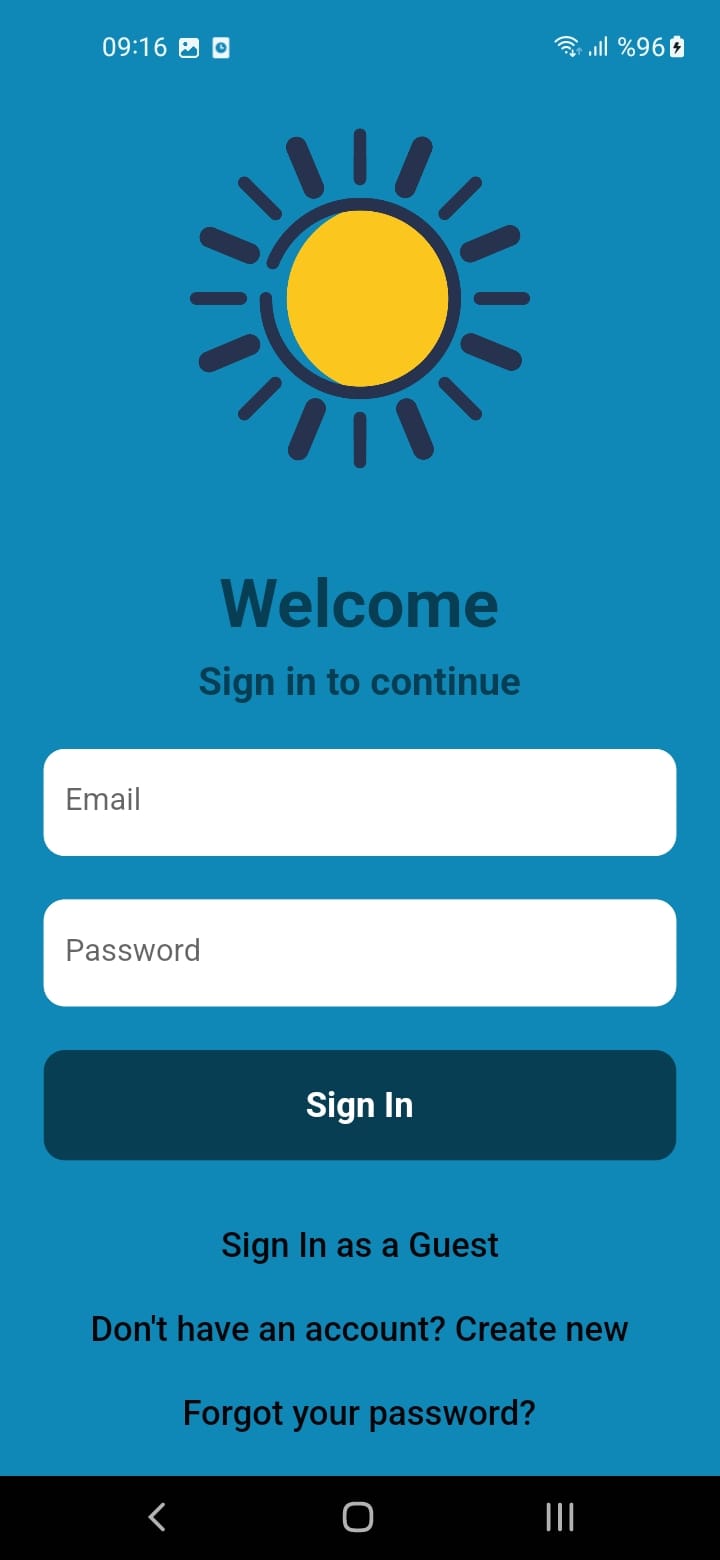 09:16 %96
Welcome
Sign in to continue
Email
Password
Sign In
Sign In as a Guest
Don't have an account? Create new
Forgot your password?